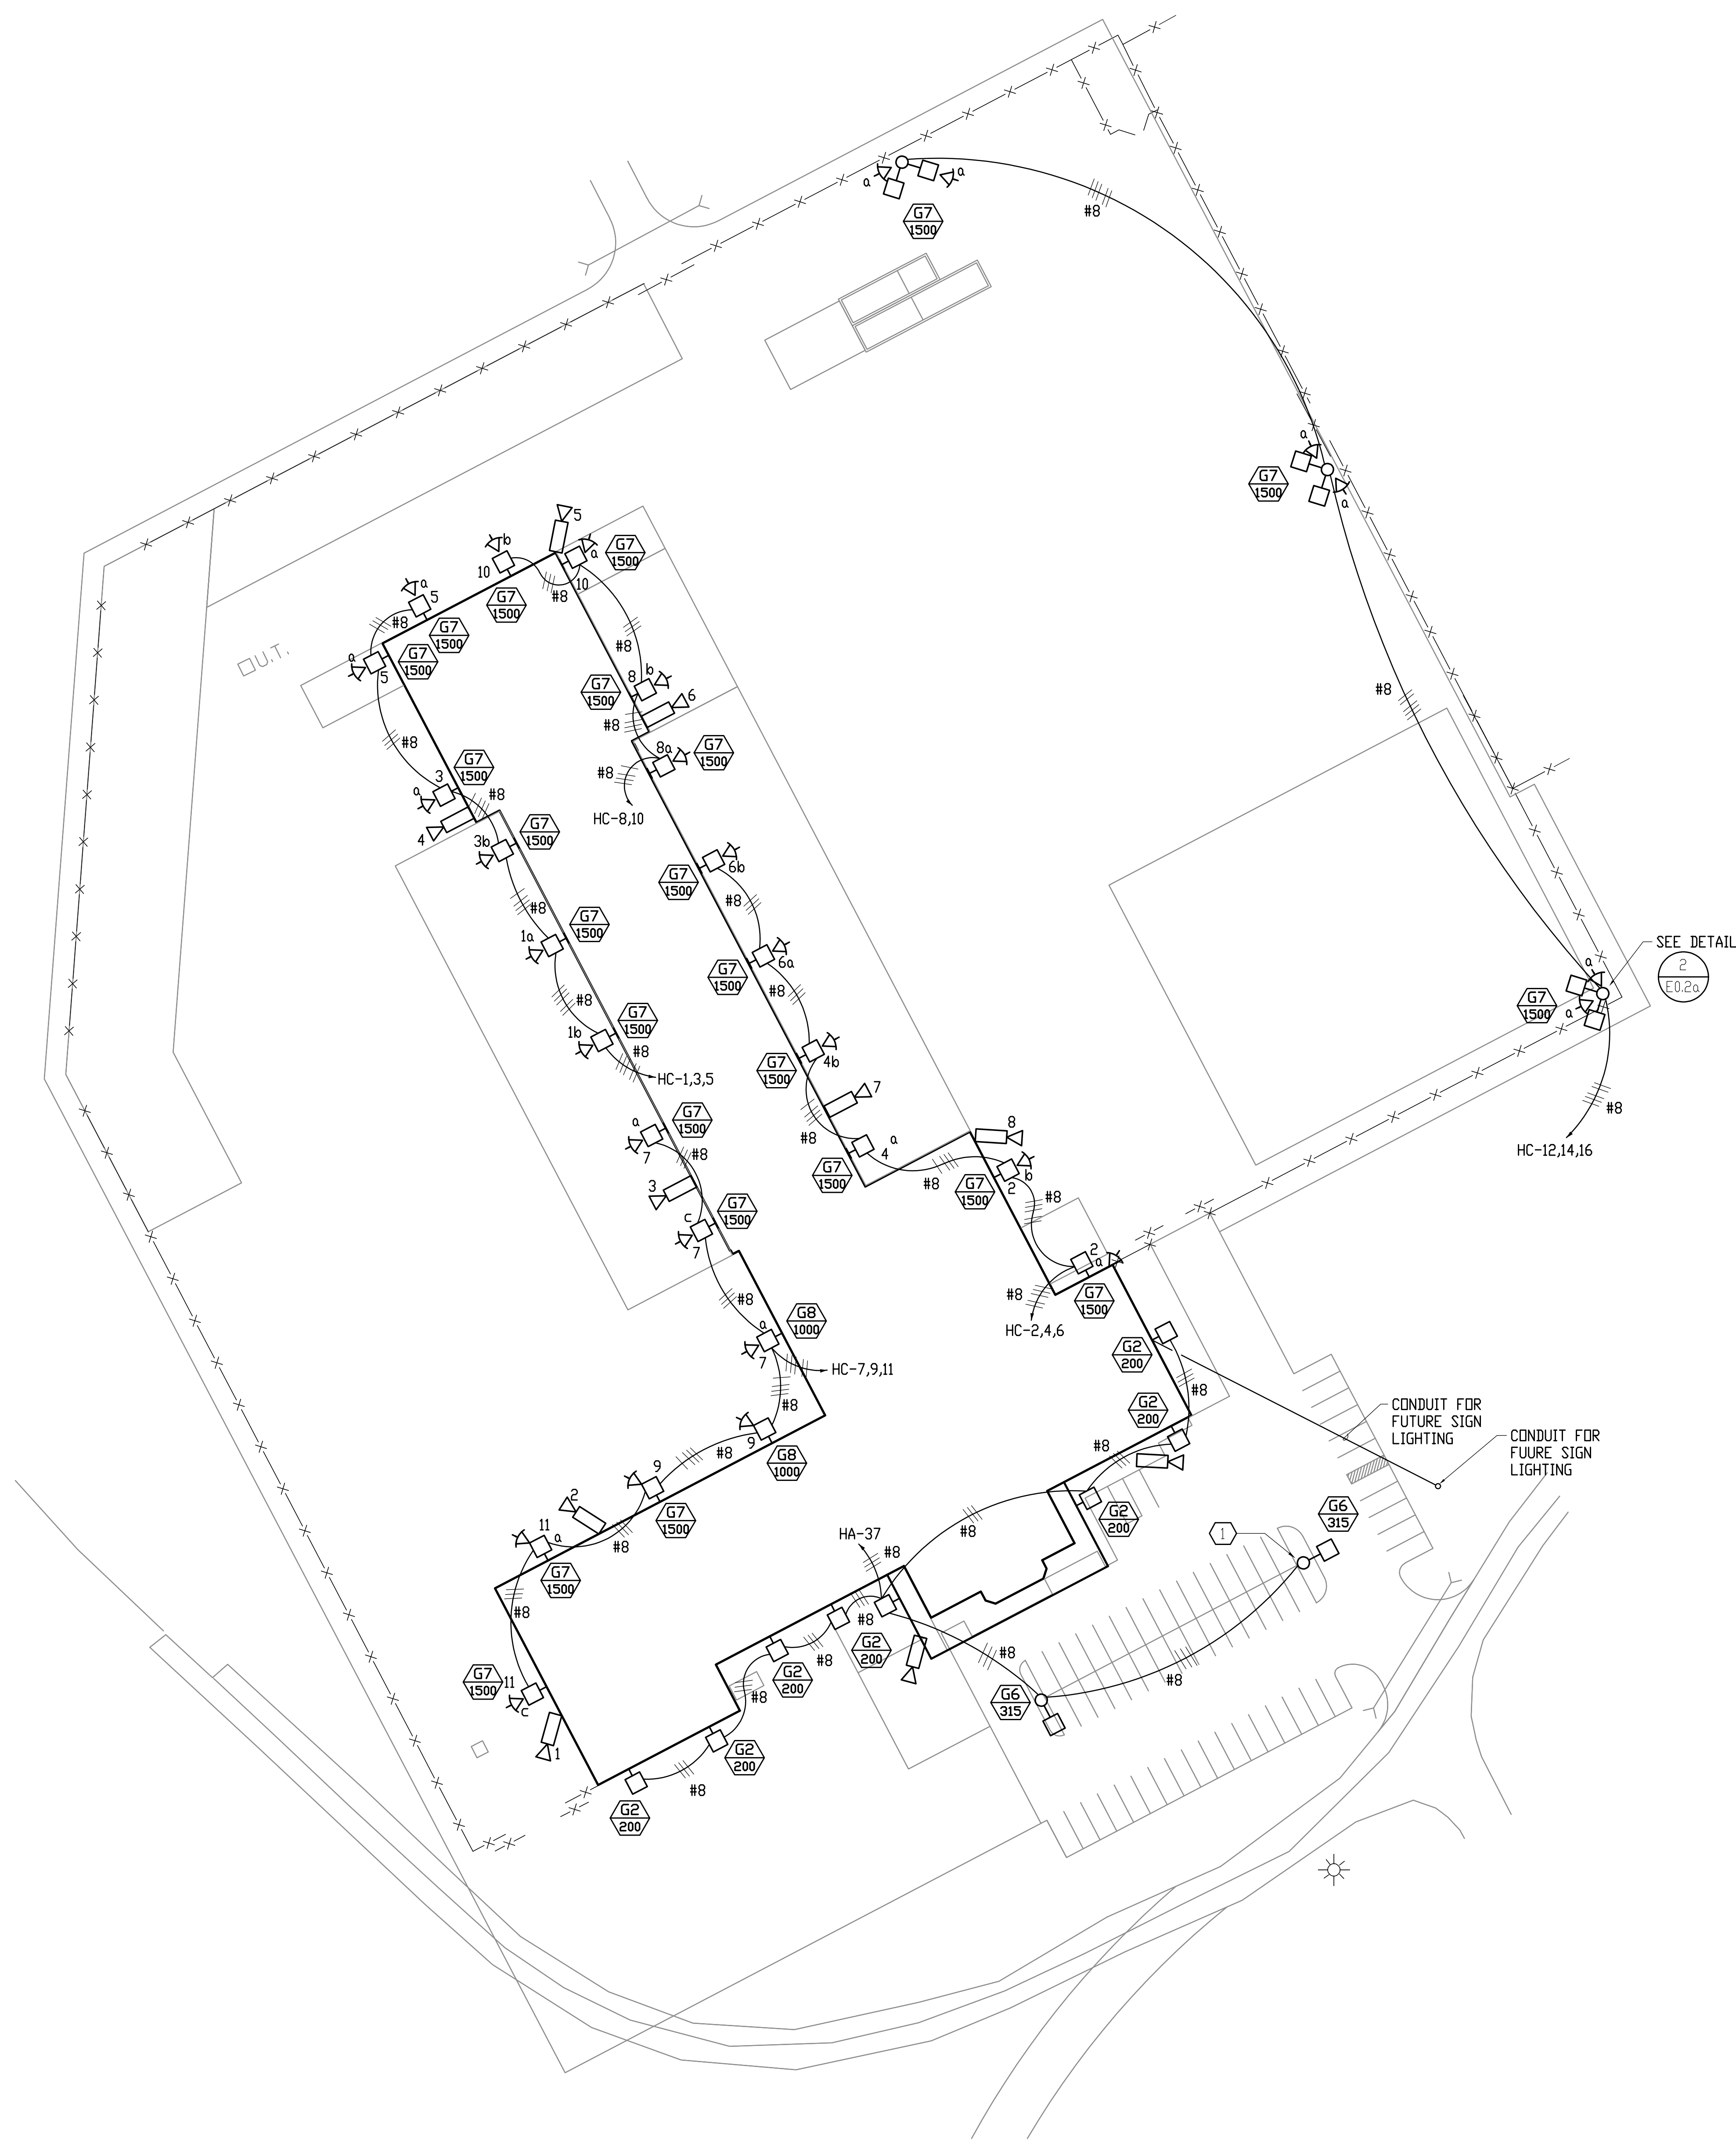 a
a
G7
1500
#8
a
G7
1500
a
5
b
a
G7
1500
10
10
#8
G7
1500
a
5
#8
G7
1500
#8
U.T.
a
5
G7
1500
b
8
G7
1500
6
#8
#8
#8
8a
G7
1500
#8
HC-8,10
3
a
G7
1500
#8
4
3b
G7
1500
6b
G7
1500
#8
#8
1a
G7
1500
6a
G7
1500
#8
#8
SEE DETAIL
2
E0.2a
a
a
G7
1500
#8
HC-12,14,16
1b
G7
1500
#8
HC-1,3,5
4b
G7
1500
7
#8
a
4
G7
1500
8
a
7
G7
1500
#8
3
c
7
G7
1500
#8
b
2
G7
1500
#8
2
a
G7
1500
#8
HC-2,4,6
#8
a
7
G8
1000
HC-7,9,11
#8
G2
200
#8
G2
200
CONDUIT FOR
FUTURE SIGN
LIGHTING
CONDUIT FOR
FUURE SIGN
LIGHTING
9
G8
1000
#8
9
G7
1500
2
#8
11
a
G7
1500
#8
#8
G2
200
#8
HA-37
#8
1
G6
315
#8
G2
200
#8
G6
315
#8
G2
200
#8
#8
G2
200
#8
G2
200
G7
1500
11
c
1